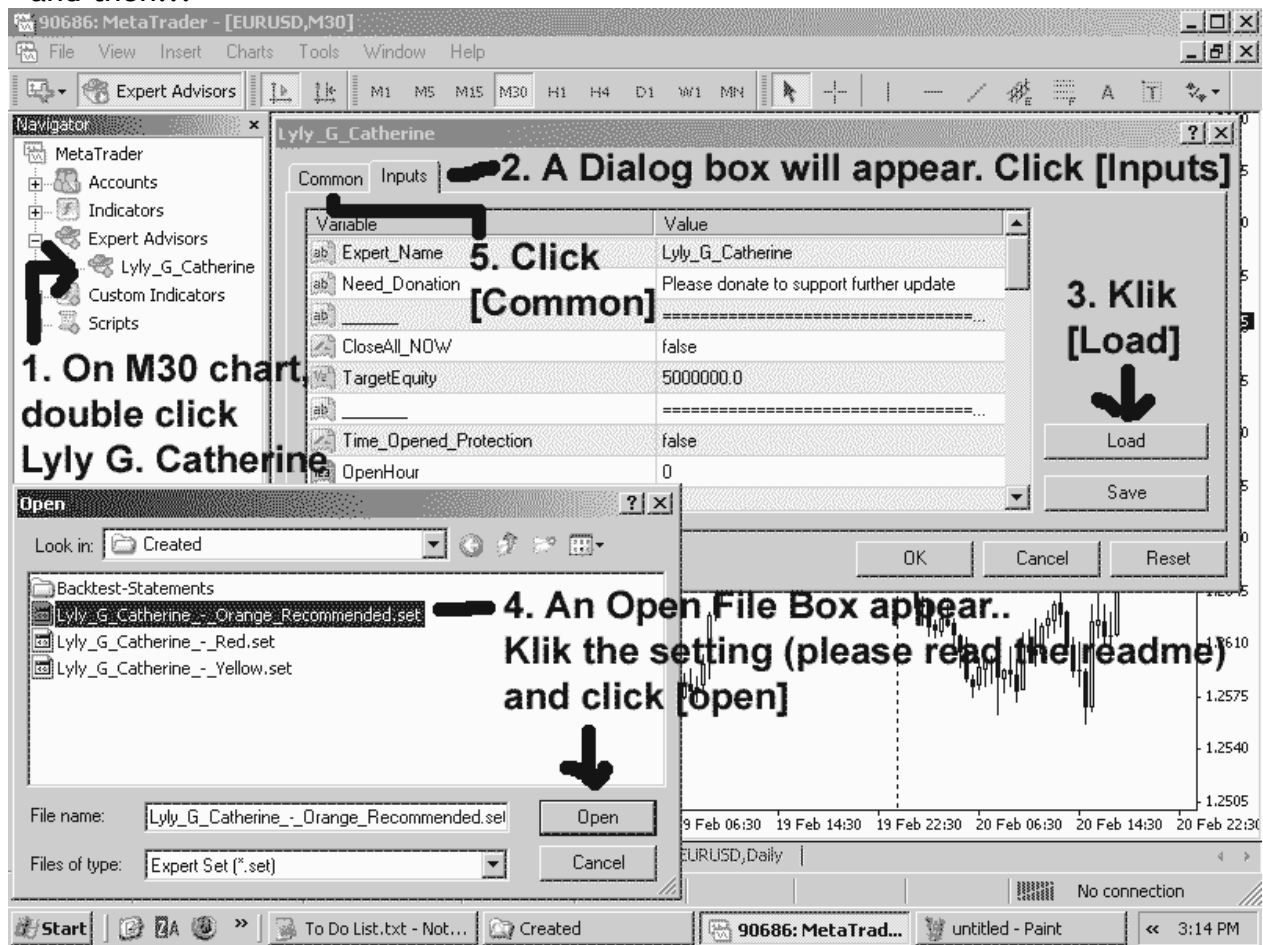 and then...
90686: MetaTrader - [EURUSD,M30]
File View Insert Charts Tools Window Help
Expert Advisors M1 M5 M15 M30 H1 H4 D1 W1 MN
Navigator
MetaTrader
Accounts
Indicators
Expert Advisors
Lyly_G_Catherine
Custom Indicators
Scripts
1. On M30 chart,
double click
Lyly G. Catherine
Lyly_G_Catherine
Common Inputs
2. A Dialog box will appear. Click [Inputs]
Variable Value
Expert_Name Lyly_G_Catherine
Need_Donation Please donate to support further update
______ ===================================...
CloseAll_NOW false
TargetEquity 5000000.0
_______ ===================================...
Time_Opened_Protection false
OpenHour 0
5. Click
[Common]
3. Klik
[Load]
Load
Save
OK Cancel Reset
Open
Look in: Created
Backtest-Statements
Lyly_G_Catherine_-_Orange_Recommended.set
Lyly_G_Catherine_-_Red.set
Lyly_G_Catherine_-_Yellow.set
4. An Open File Box appear..
Klik the setting (please read the readme)
and click [open]
File name: Lyly_G_Catherine_-_Orange_Recommended.set Open
Files of type: Expert Set (*.set) Cancel
1.2610
1.2575
1.2540
1.2505
9 Feb 06:30 19 Feb 14:30 19 Feb 22:30 20 Feb 06:30 20 Feb 14:30 20 Feb 22:30
EURUSD,Daily
No connection
Start To Do List.txt - Not... Created 90686: MetaTrad... untitled - Paint 3:14 PM